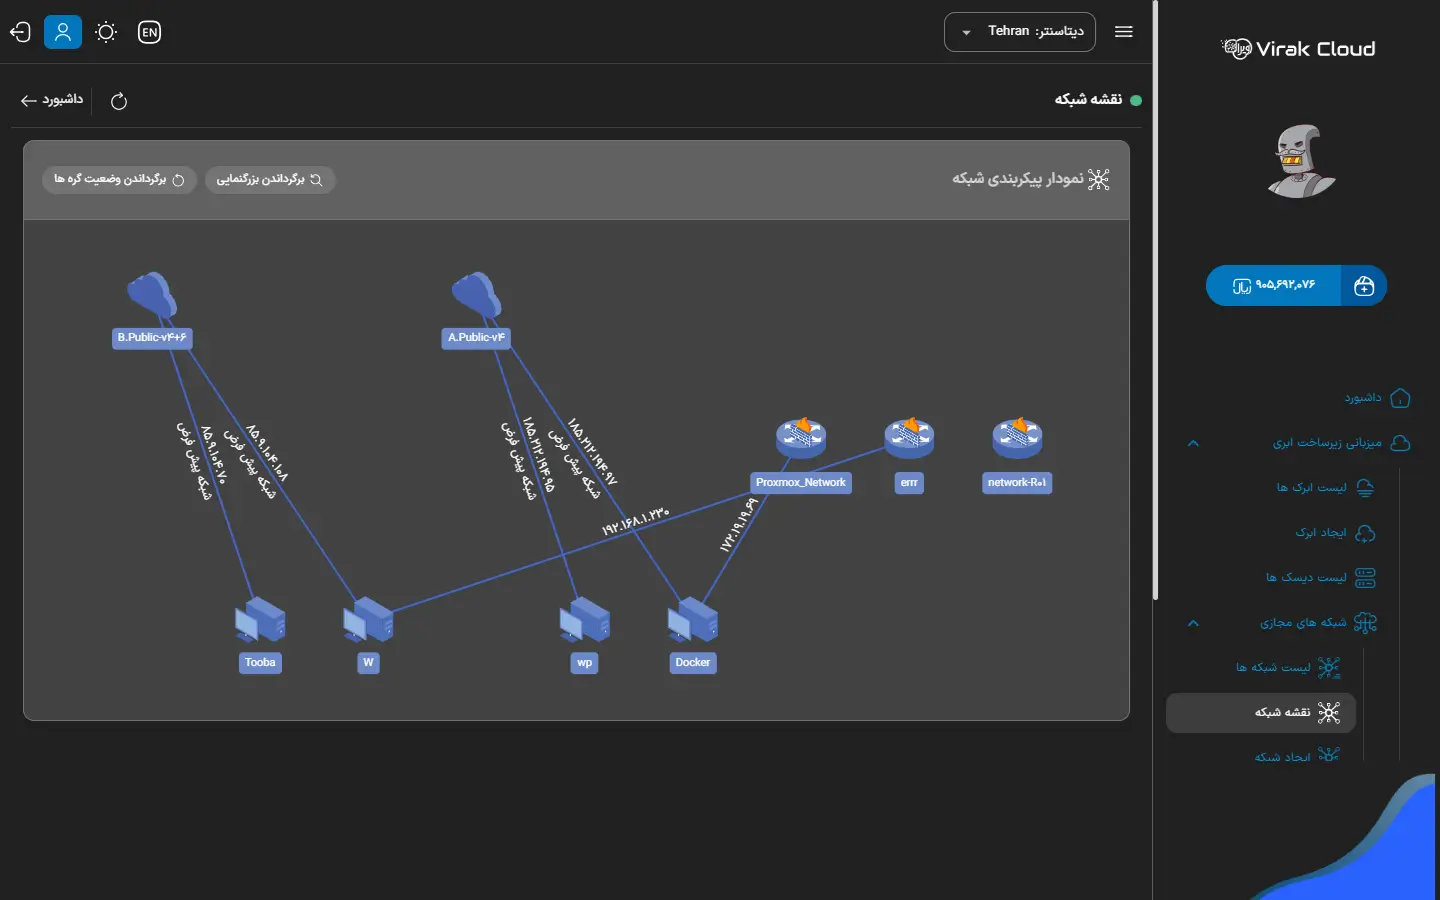 EN
دیتاسنتر: Tehran
Virak Cloud
نقشه شبکه
داشبورد
نمودار پیکربندی شبکه
برگرداندن بزرگنمایی
برگرداندن وضعیت گره ها
۹۰۵,۶۹۲,۰۷۶ ﷼
داشبورد
میزبانی زیرساخت ابری
لیست ابرک ها
ایجاد ابرک
لیست دیسک ها
شبکه های مجازی
لیست شبکه ها
نقشه شبکه
ایجاد شبکه
B.Public-v۴+۶
A.Public-v۴
۸۵.۹.۱۰۴.۷۰
شبکه پیش فرض
۸۵.۹.۱۰۴.۱۰۸
شبکه پیش فرض
۱۸۵.۲۱۲.۱۹۴.۹۵
شبکه پیش فرض
۱۸۵.۲۱۲.۱۹۴.۹۷
شبکه پیش فرض
Proxmox_Network
errr
network-R۰۱
۱۹۲.۱۶۸.۱.۲۳۰
۱۷۲.۱۹.۱۹.۶۹
Tooba
W
wp
Docker